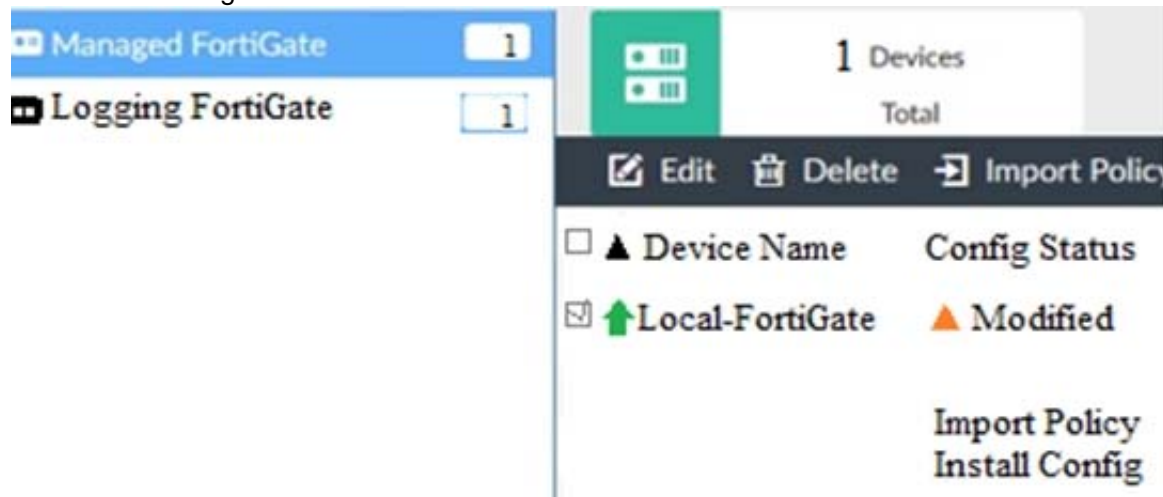 Managed FortiGate 1
Logging FortiGate 1
1 Devices
Total
Edit Delete Import Policy
Device Name Config Status
Local-FortiGate Modified
Import Policy
Install Config